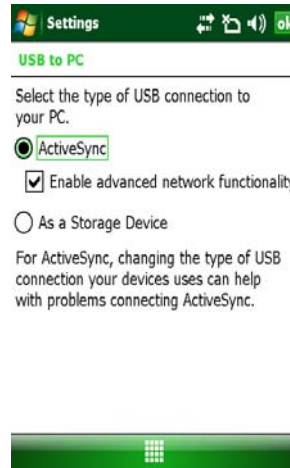 Settings
ok
USB to PC
Select the type of USB connection to
your PC.
ActiveSync
Enable advanced network functionality
As a Storage Device
For ActiveSync, changing the type of USB
connection your devices uses can help
with problems connecting ActiveSync.